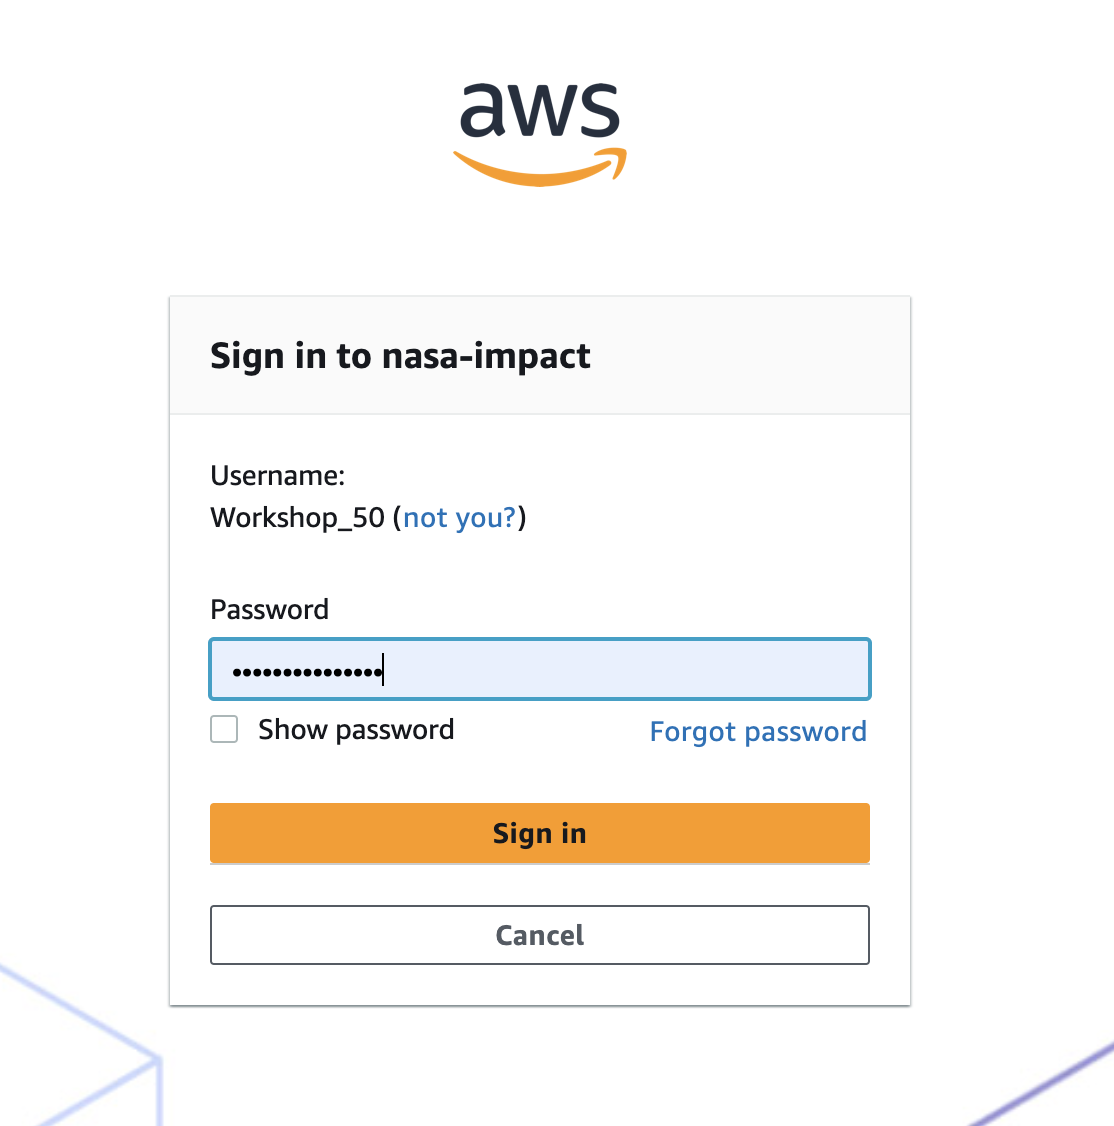 aws
Sign in to nasa-impact
Username:
Workshop_50 (not you?)
Password
•••••••••••••••
Show password
Forgot password
Sign in
Cancel